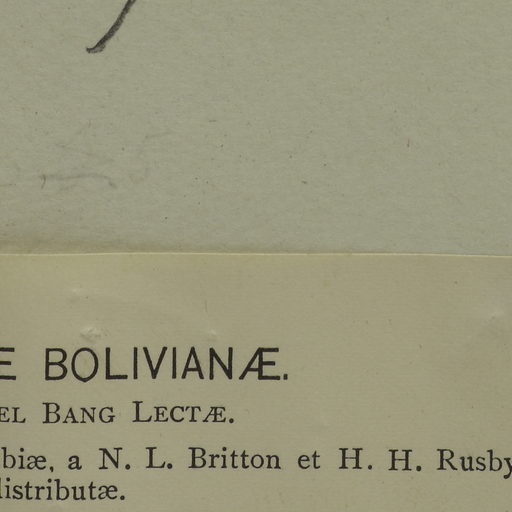 E BOLIVIANÆ.
EL BANG LECTÆ.
biæ, a N. L. Britton et H. H. Rusby
distributæ.